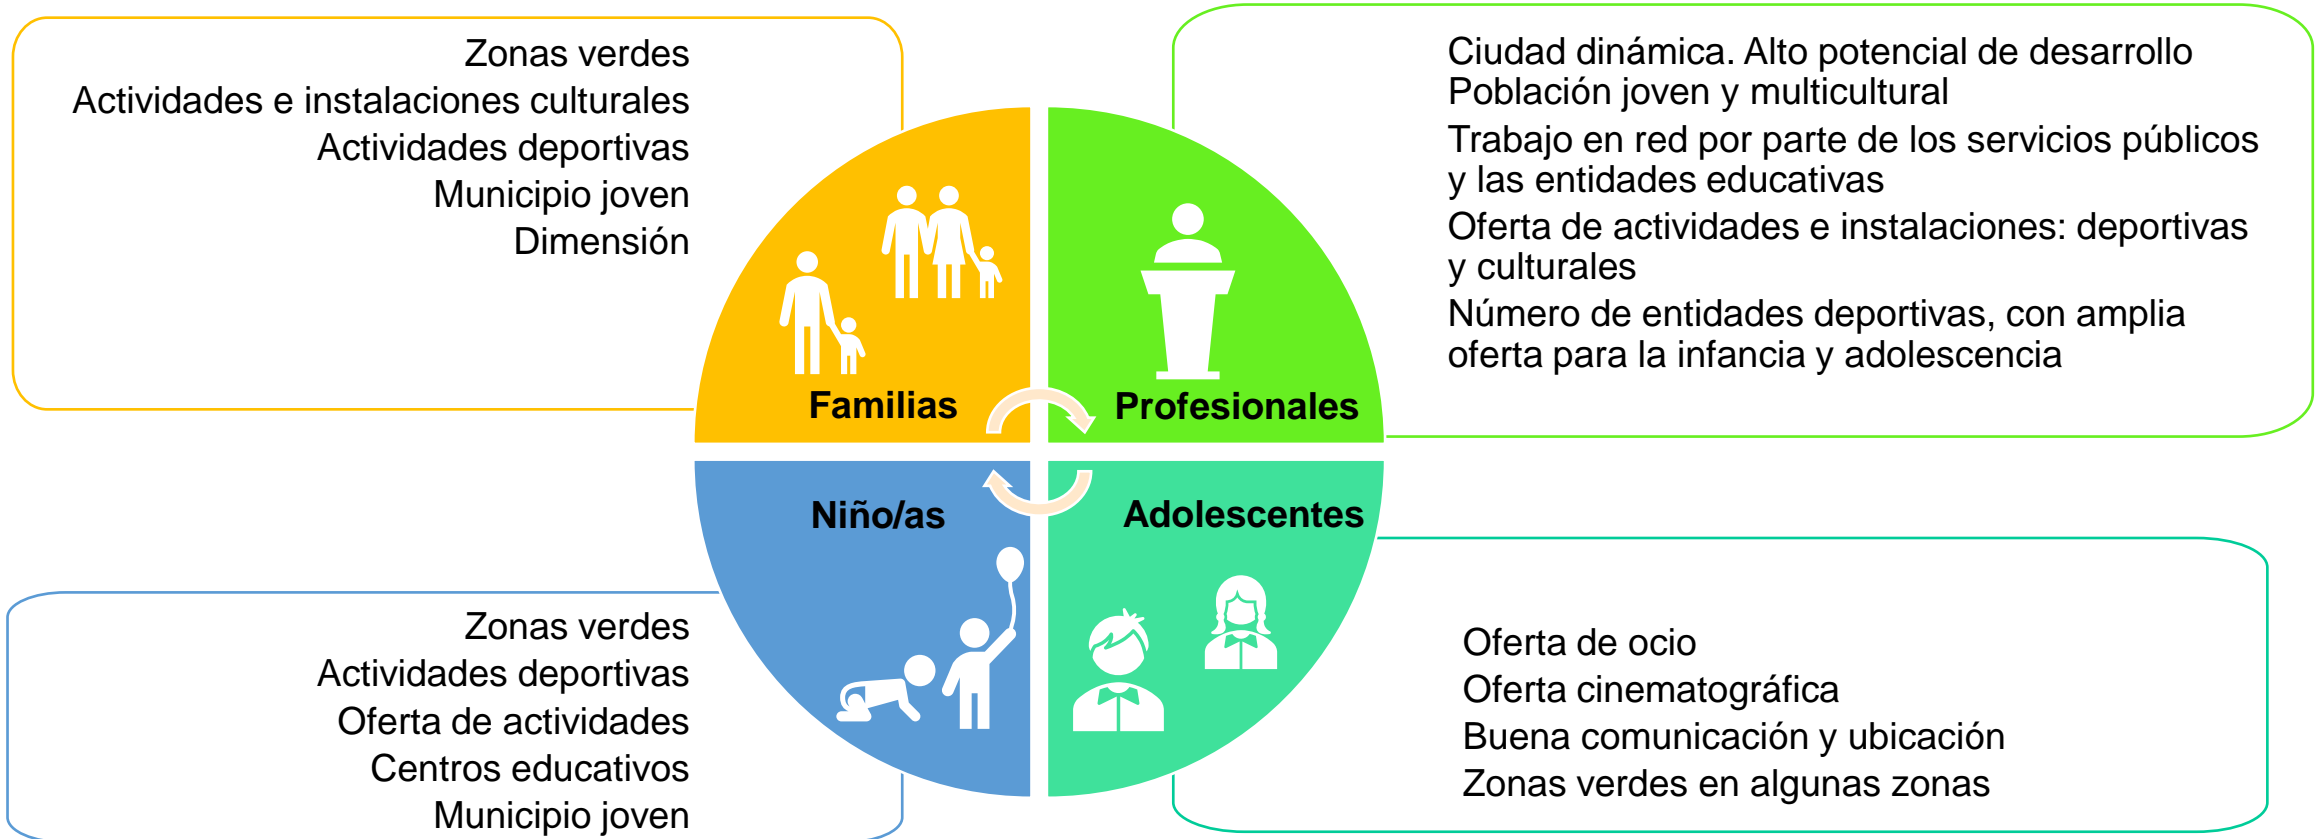 Zonas verdes
Actividades e instalaciones culturales
Actividades deportivas
Municipio joven
Dimensión
Ciudad dinámica. Alto potencial de desarrollo
Población joven y multicultural
Trabajo en red por parte de los servicios públicos
y las entidades educativas
Oferta de actividades e instalaciones: deportivas
y culturales
Número de entidades deportivas, con amplia
oferta para la infancia y adolescencia
Familias
Profesionales
Niño/as
Adolescentes
Zonas verdes
Actividades deportivas
Oferta de actividades
Centros educativos
Municipio joven
Oferta de ocio
Oferta cinematográfica
Buena comunicación y ubicación
Zonas verdes en algunas zonas